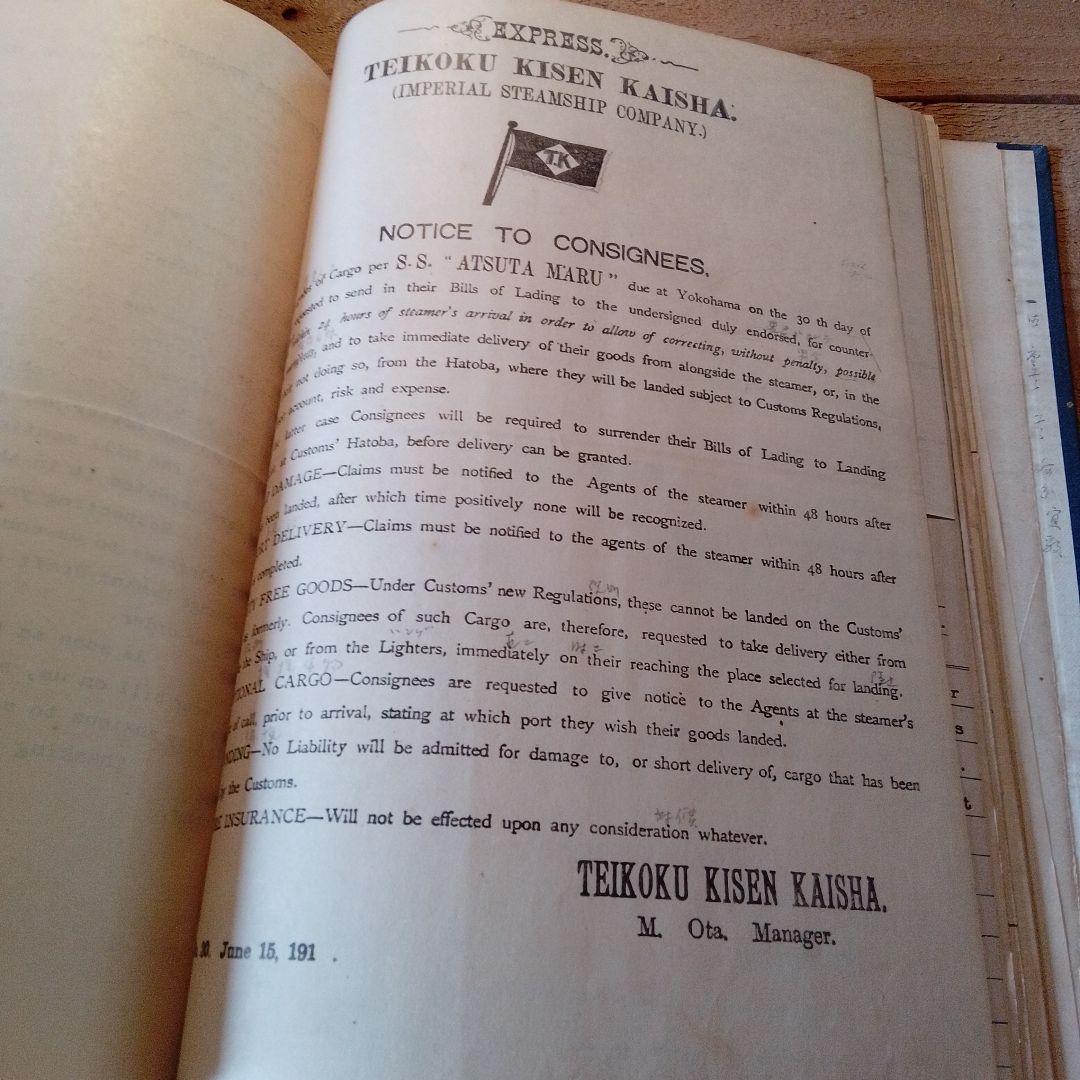 EXPRESS.
TEIKOKU KISEN KAISHA.
(IMPERIAL STEAMSHIP COMPANY.)
T.K
NOTICE TO CONSIGNEES.
of Cargo per S. S. "ATSUTA MARU" due at Yokohama on the 30 th day of
to send in their Bills of Lading to the undersigned duly endorsed, for counter-
24 hours of steamer's arrival in order to allow of correcting, without penalty, possible
and to take immediate delivery of their goods from alongside the steamer, or, in the
not doing so, from the Hatoba, where they will be landed subject to Customs Regulations,
account, risk and expense.
latter case Consignees will be required to surrender their Bills of Lading to Landing
at Customs' Hatoba, before delivery can be granted.
DAMAGE—Claims must be notified to the Agents of the steamer within 48 hours after
been landed, after which time positively none will be recognized.
DELIVERY—Claims must be notified to the agents of the steamer within 48 hours after
completed.
FREE GOODS—Under Customs' new Regulations, these cannot be landed on the Customs'
formerly. Consignees of such Cargo are, therefore, requested to take delivery either from
the Ship, or from the Lighters, immediately on their reaching the place selected for landing.
CARGO—Consignees are requested to give notice to the Agents at the steamer's
of call, prior to arrival, stating at which port they wish their goods landed.
No Liability will be admitted for damage to, or short delivery of, cargo that has been
by the Customs.
INSURANCE—Will not be effected upon any consideration whatever.
TEIKOKU KISEN KAISHA.
M. Ota, Manager.
June 15, 191 .